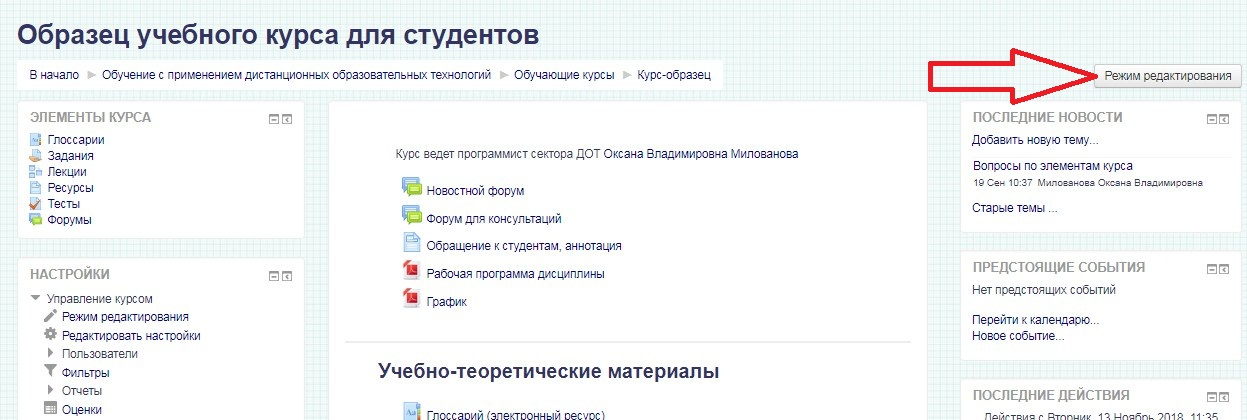 Образец учебного курса для студентов
В начало
Обучение с применением дистанционных образовательных технологий
Обучающие курсы
Курс-образец
Режим редактирования
ЭЛЕМЕНТЫ КУРСА
Глоссарии
Задания
Лекции
Ресурсы
Тесты
Форумы
НАСТРОЙКИ
Управление курсом
Режим редактирования
Редактировать настройки
Пользователи
Фильтры
Отчеты
Оценки
Курс ведет программист сектора ДОТ Оксана Владимировна Милованова
Новостной форум
Форум для консультаций
Обращение к студентам, аннотация
Рабочая программа дисциплины
График
Учебно-теоретические материалы
Глоссарий (электронный ресурс)
ПОСЛЕДНИЕ НОВОСТИ
Добавить новую тему...
Вопросы по элементам курса
19 Сен 10:37 Милованова Оксана Владимировна
Старые темы ...
ПРЕДСТОЯЩИЕ СОБЫТИЯ
Нет предстоящих событий
Перейти к календарю...
Новое событие...
ПОСЛЕДНИЕ ДЕЙСТВИЯ
Действия с Вторник, 13 Ноябрь 2018, 11:35